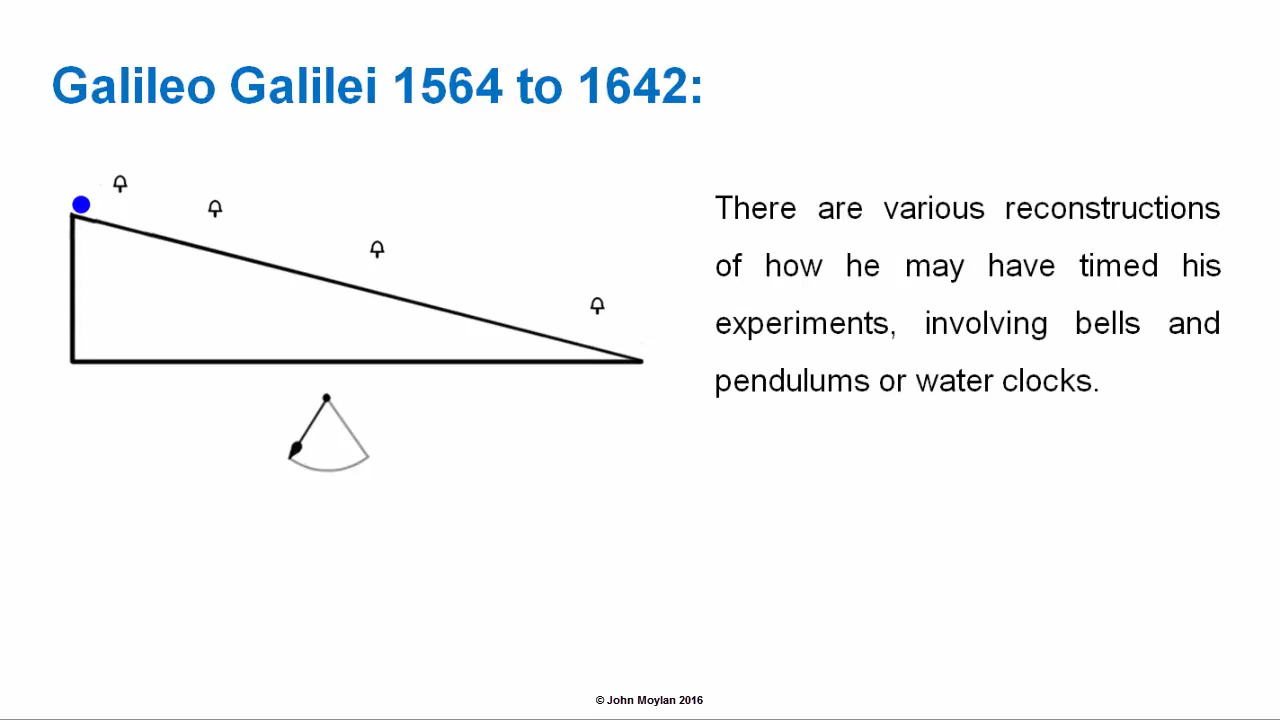 Galileo Galilei 1564 to 1642:
There are various reconstructions
of how he may have timed his
experiments, involving bells and
pendulums or water clocks.
© John Moylan 2016